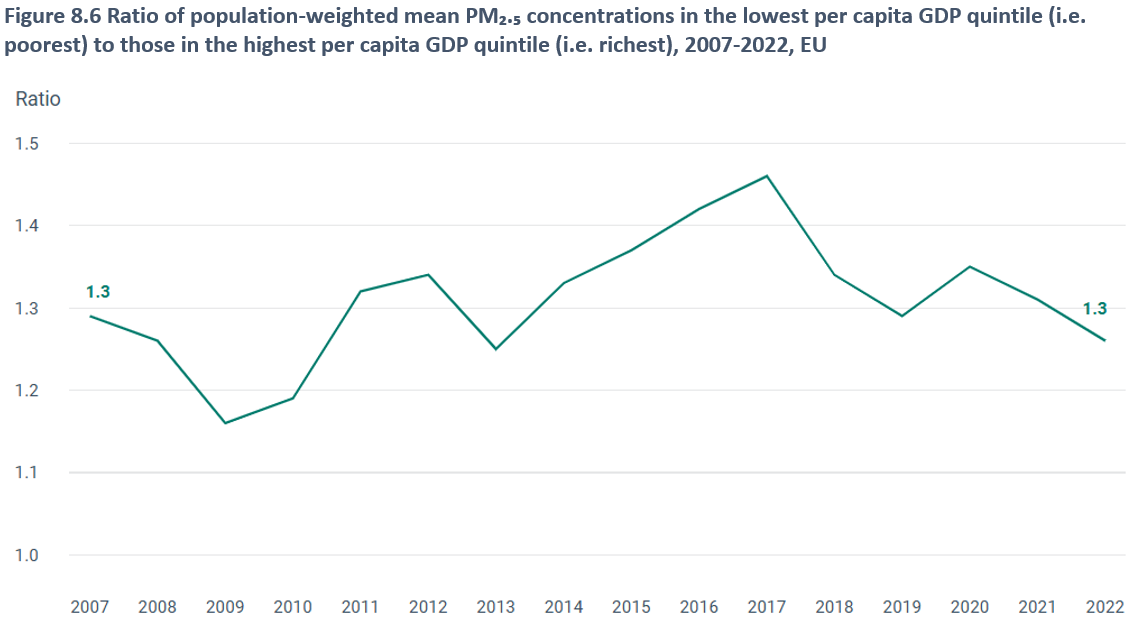 Figure 8.6 Ratio of population-weighted mean PM₂.₅ concentrations in the lowest per capita GDP quintile (i.e.
poorest) to those in the highest per capita GDP quintile (i.e. richest), 2007-2022, EU
Ratio
1.5
1.4
1.3
1.3
1.3
1.2
1.1
1.0
2007 2008 2009 2010 2011 2012 2013 2014 2015 2016 2017 2018 2019 2020 2021 2022